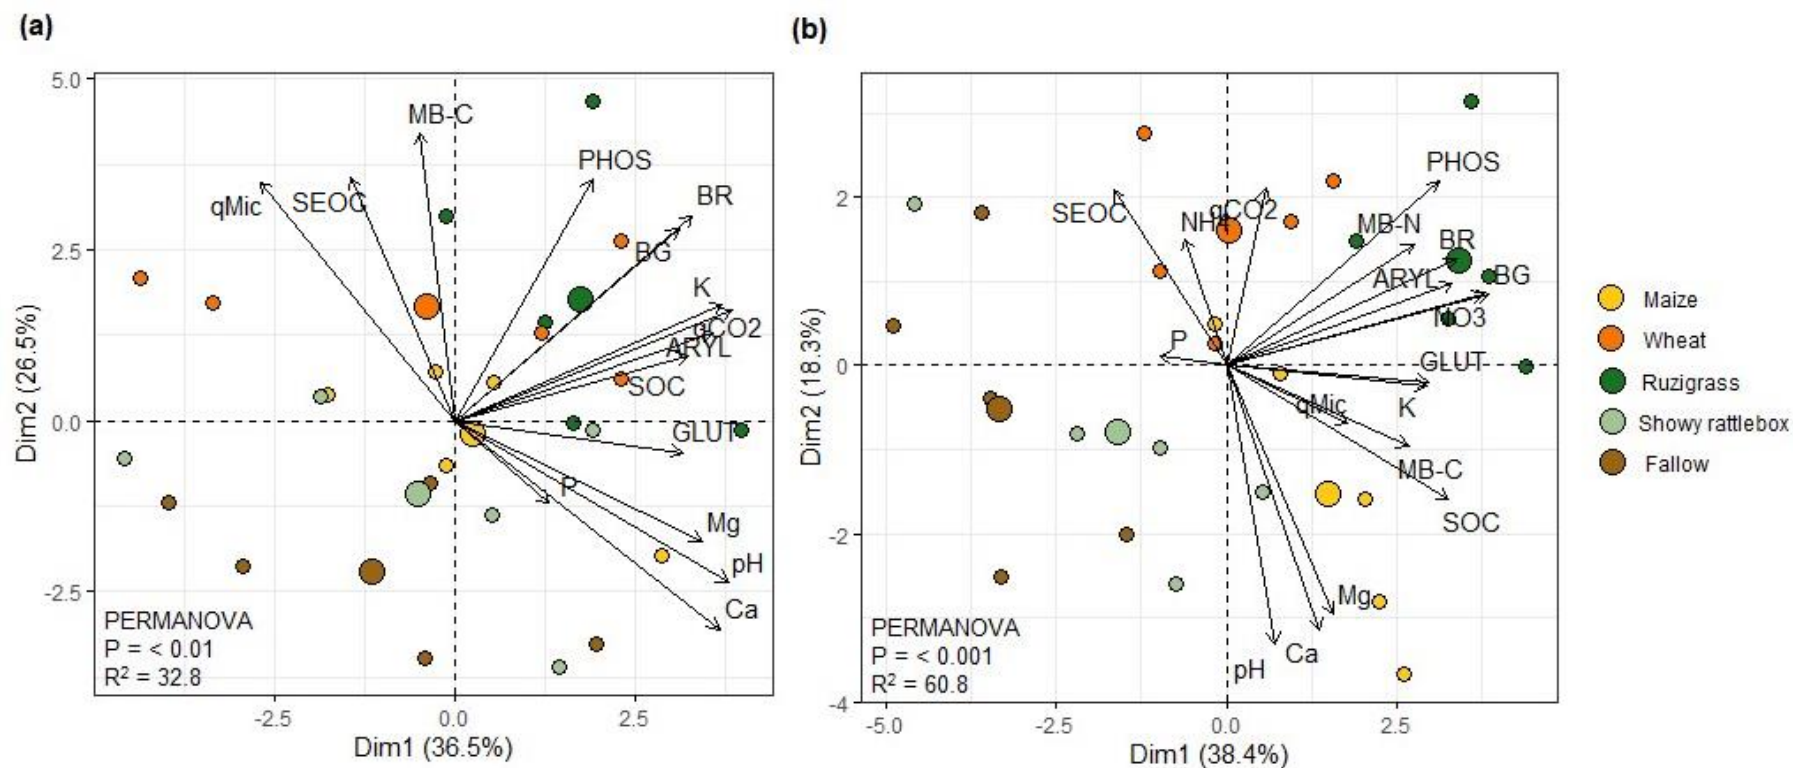 (a)
5.0
2.5
0.0
-2.5
Dim2 (26.5%)
MB-C
PHOS
qMic
SEOC
BR
BG
K
qCO2
ARYL
SOC
GLUT
P
Mg
pH
Ca
PERMANOVA
P = < 0.01
R² = 32.8
-2.5
0.0
2.5
Dim1 (36.5%)
(b)
2
0
-2
-4
Dim2 (18.3%)
PHOS
SEOC
NH4
qCO2
MB-N
BR
ARYL
BG
NO3
P
GLUT
qMic
K
MB-C
SOC
Mg
Ca
pH
PERMANOVA
P = < 0.001
R² = 60.8
-5.0
-2.5
0.0
2.5
Dim1 (38.4%)
Maize
Wheat
Ruzigrass
Showy rattlebox
Fallow